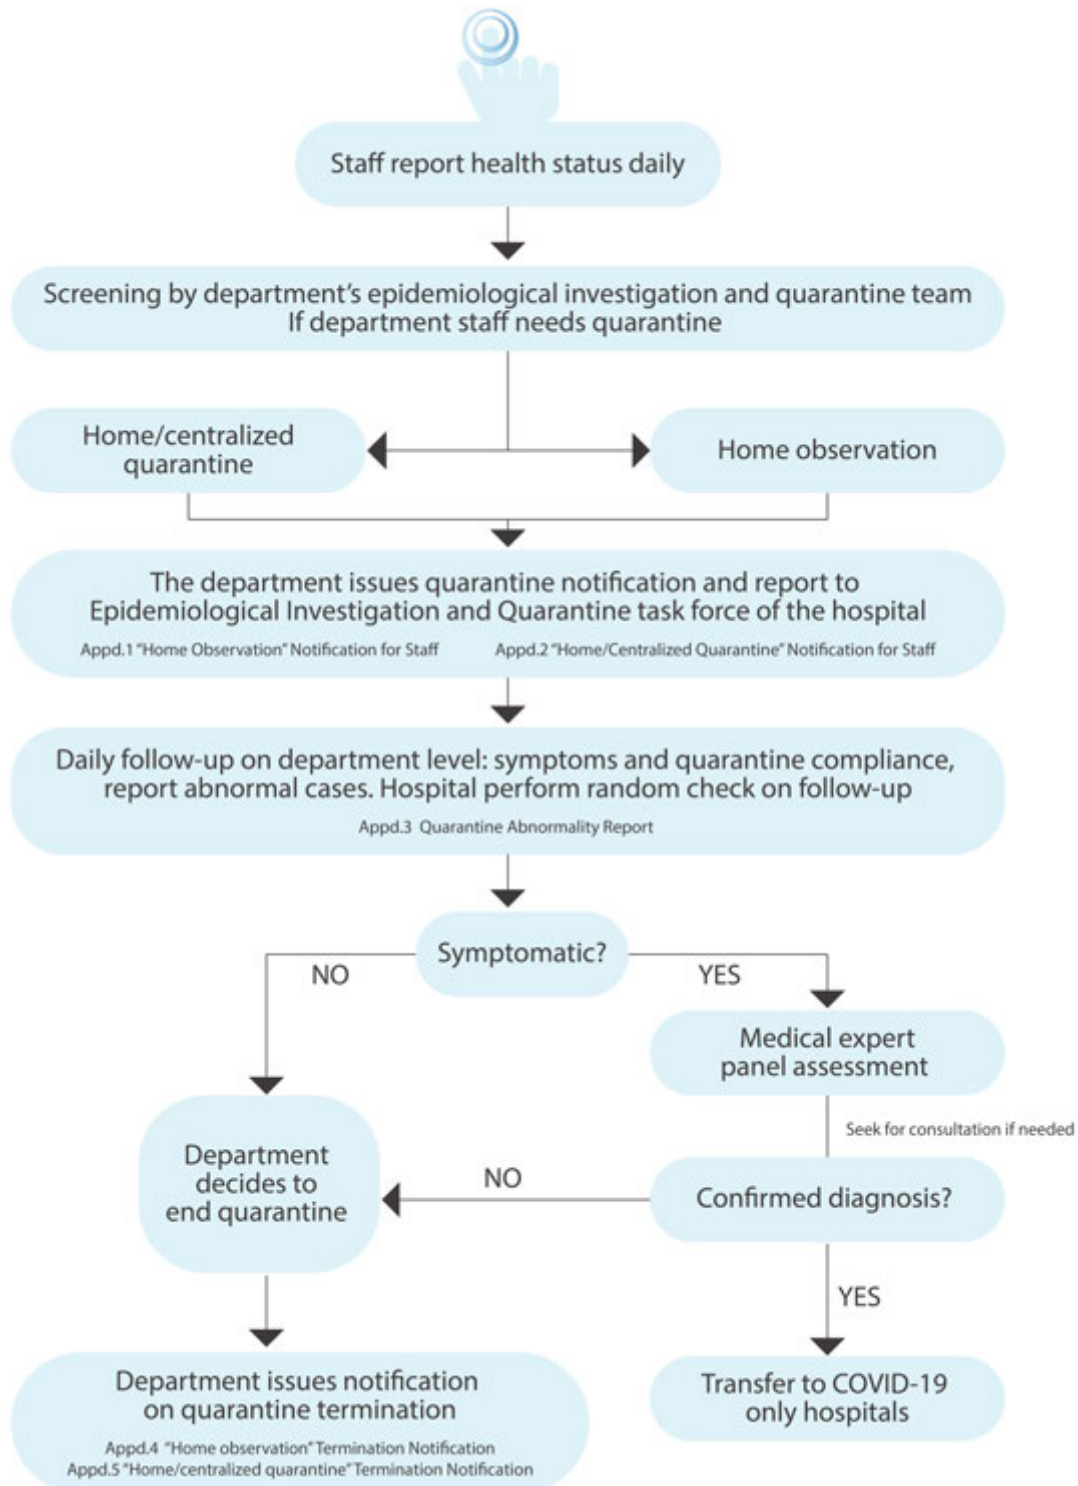 Staff report health status daily
Screening by department's epidemiological investigation and quarantine team
If department staff needs quarantine
Home/centralized
quarantine
Home observation
The department issues quarantine notification and report to
Epidemiological Investigation and Quarantine task force of the hospital
Appd.1 "Home Observation" Notification for Staff
Appd.2 "Home/Centralized Quarantine" Notification for Staff
Daily follow-up on department level: symptoms and quarantine compliance,
report abnormal cases. Hospital perform random check on follow-up
Appd.3 Quarantine Abnormality Report
Symptomatic?
NO
YES
Medical expert
panel assessment
Seek for consultation if needed
Department
decides to
end quarantine
NO
Confirmed diagnosis?
YES
Department issues notification
on quarantine termination
Appd.4 "Home observation" Termination Notification
Appd.5 "Home/centralized quarantine" Termination Notification
Transfer to COVID-19
only hospitals